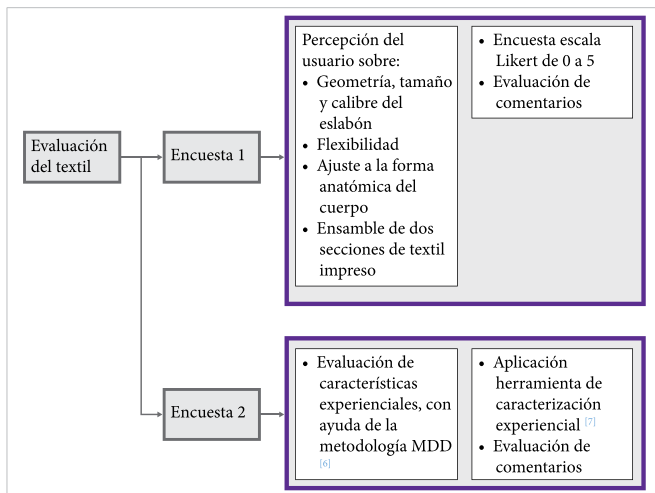 Evaluación
del textil
Encuesta 1
Percepción del
usuario sobre:
• Geometría, tamaño
y calibre del
eslabón
• Flexibilidad
• Ajuste a la forma
anatómica del
cuerpo
• Ensamble de dos
secciones de textil
impreso
• Encuesta escala
Likert de 0 a 5
• Evaluación de
comentarios
Encuesta 2
• Evaluación de
características
experienciales, con
ayuda de la
metodología MDD
[6]
• Aplicación
herramienta de
caracterización
experiencial [7]
• Evaluación de
comentarios